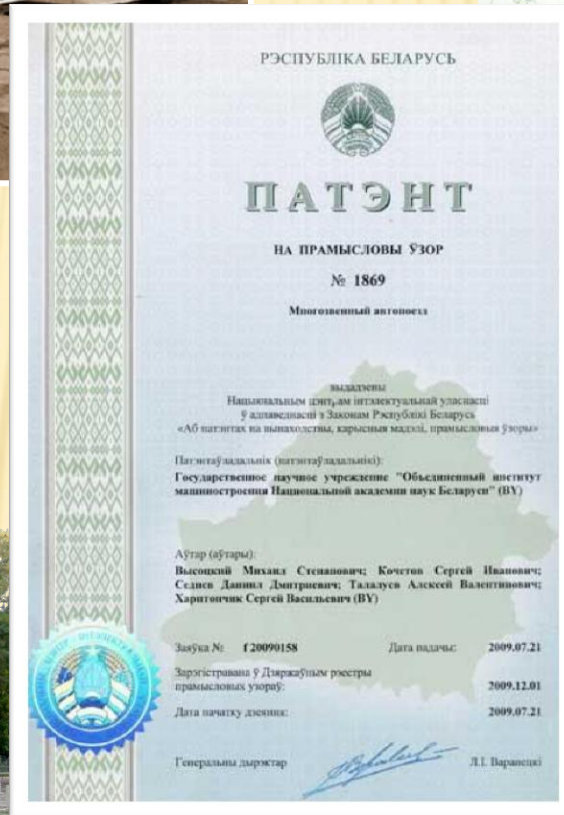 РЭСПУБЛІКА БЕЛАРУСЬ
ПАТЭНТ
НА ПРАМЫСЛОВЫ ЎЗОР
№ 1869
Многозвенный автопоезд
выдадзены
Нацыянальным цэнтрам інтэлектуальнай уласнасці
ў адпаведнасці з Законам Рэспублікі Беларусь
«Аб патэнтах на вынаходствы, карысныя мадэлі, прамысловыя ўзоры»
Патэнтаўладальнік (патэнтаўладальнікі):
Государственное научное учреждение "Объединенный институт
машиностроения Национальной академии наук Беларуси" (BY)
Аўтар (аўтары):
Высоцкий Михаил Степанович; Кочетов Сергей Иванович;
Седнев Даниил Дмитриевич; Талалуев Алексей Валентинович;
Харитончик Сергей Васильевич (BY)
Заяўка № f 20090158 Дата падачы: 2009.07.21
Зарэгістравана ў Дзяржаўным рэестры
прамысловых узораў: 2009.12.01
Дата пачатку дзеяння: 2009.07.21
Генеральны дырэктар Л.І. Варанецкі